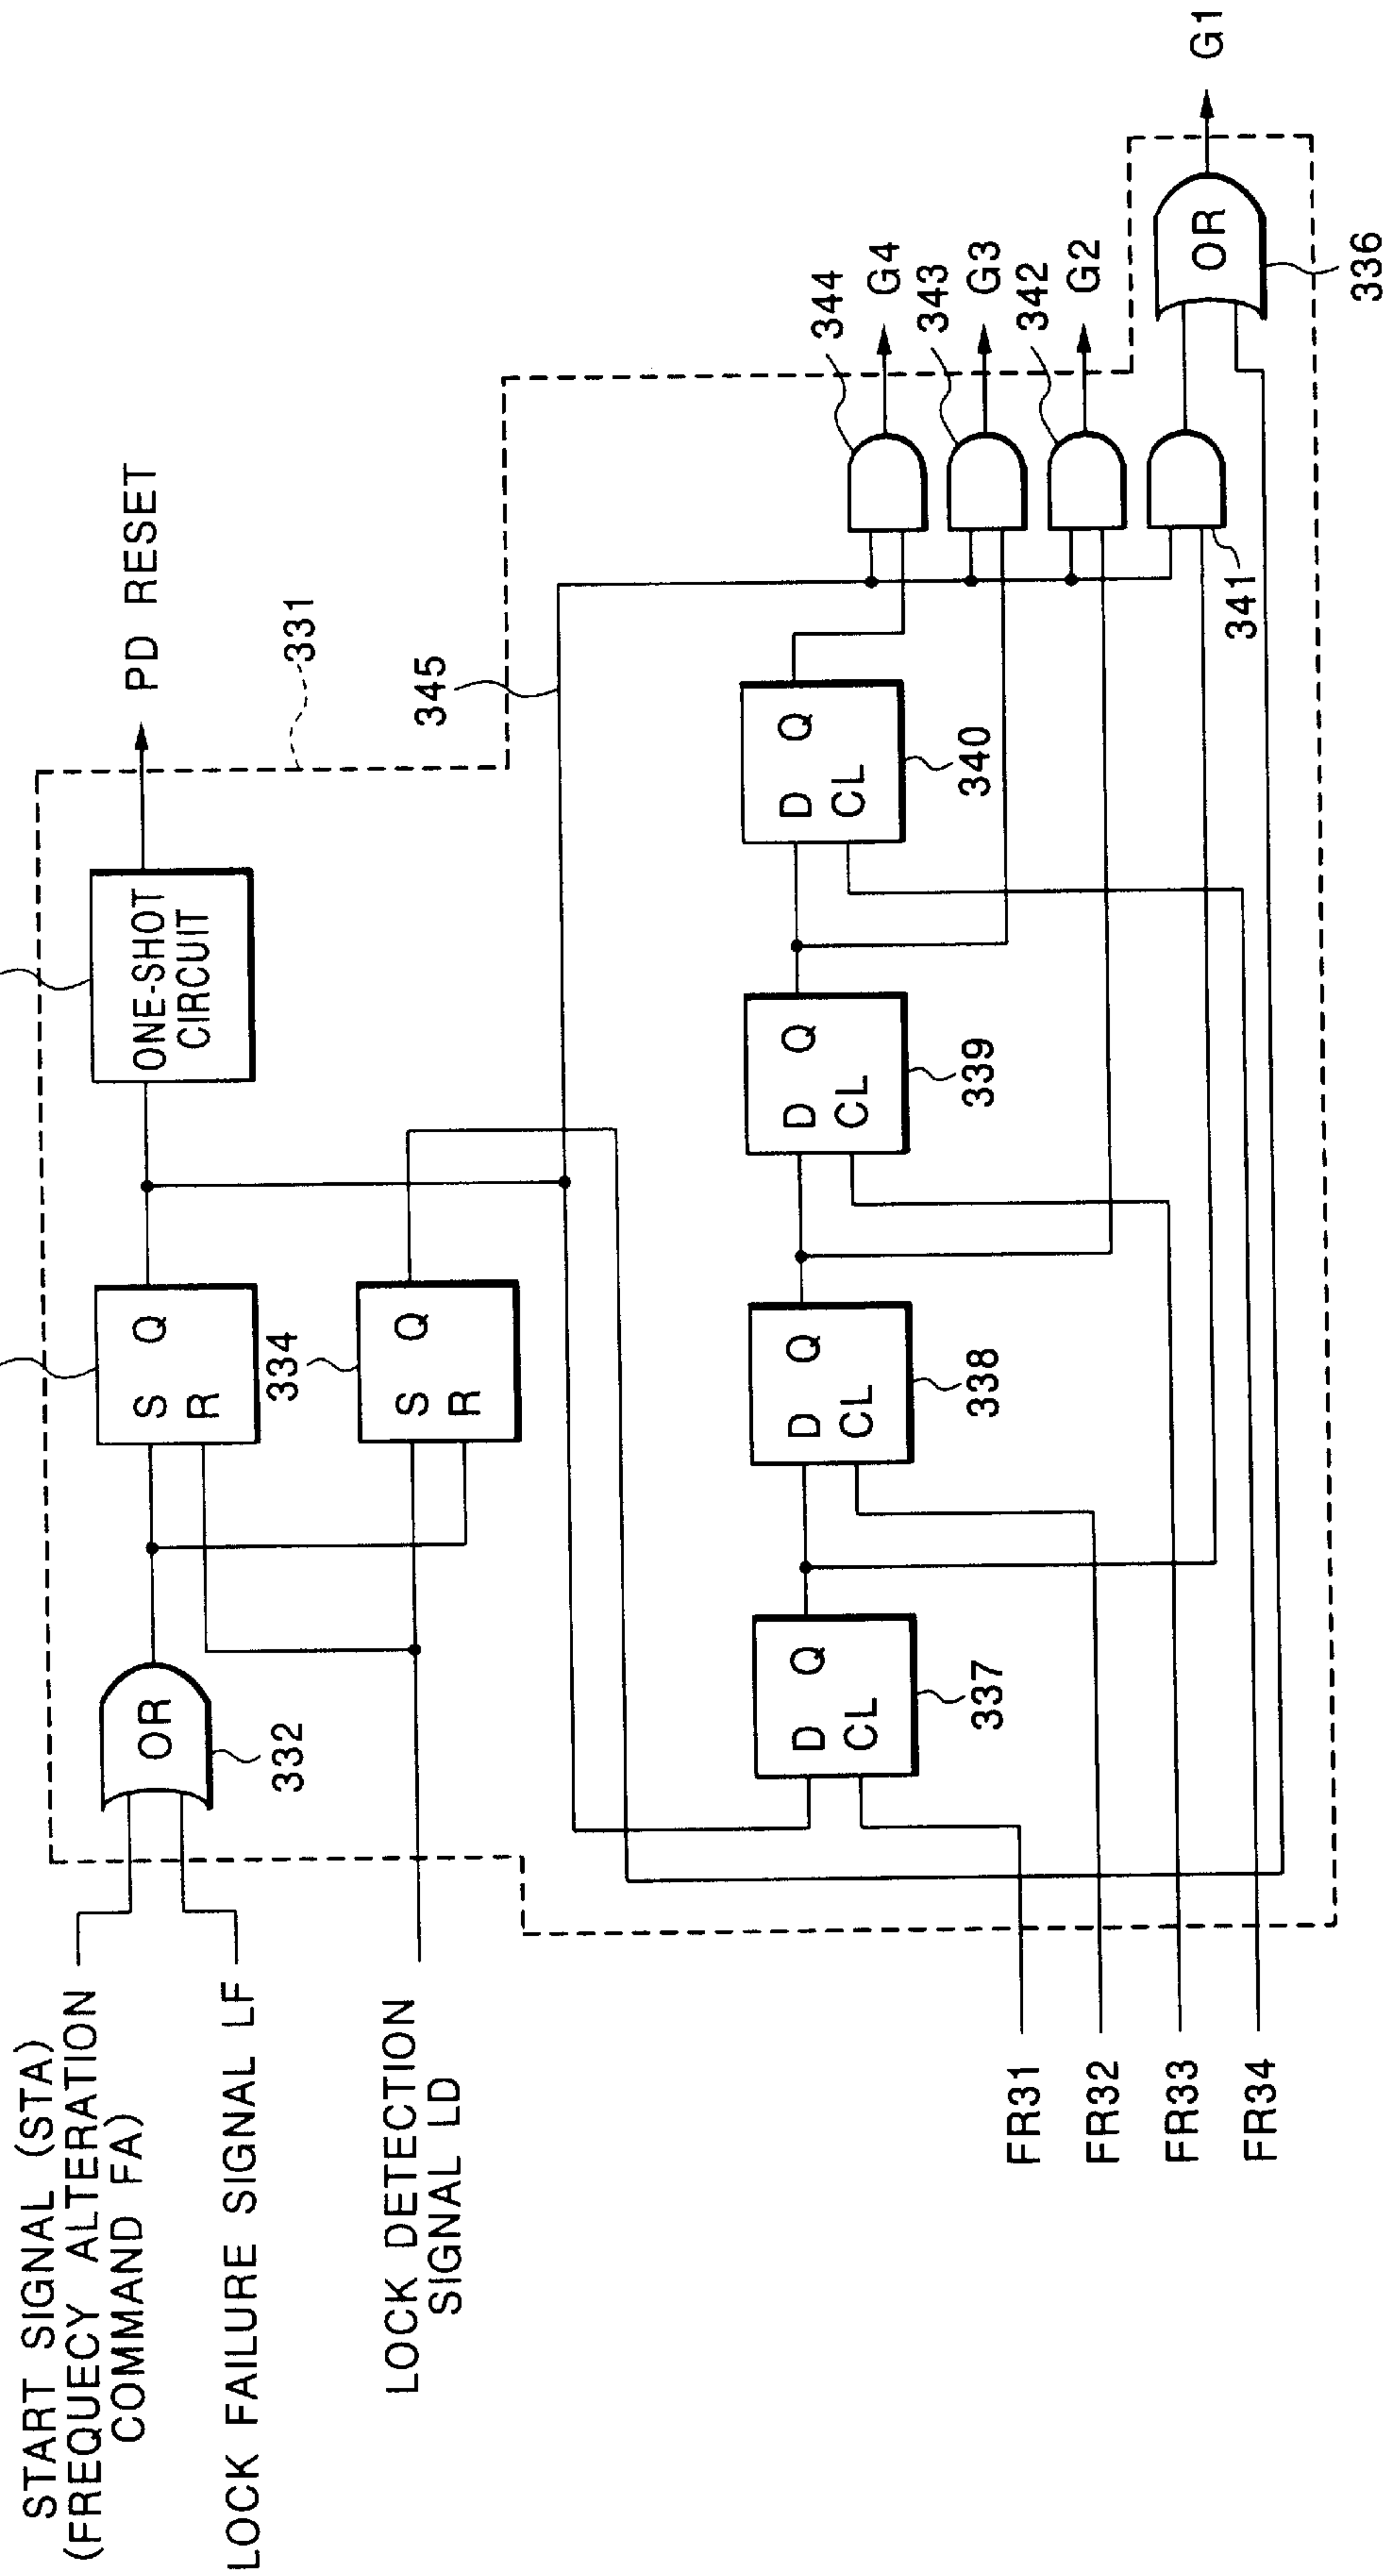 START SIGNAL (STA)
(FREQUECY ALTERATION
COMMAND FA)
LOCK FAILURE SIGNAL LF
LOCK DETECTION
SIGNAL LD
OR
332
S Q
R
334
S Q
R
ONE-SHOT
CIRCUIT
PD RESET
331
345
FR31
FR32
FR33
FR34
D Q
CL
337
D Q
CL
338
D Q
CL
339
D Q
CL
340
344
G4
343
G3
342
G2
341
OR
336
G1